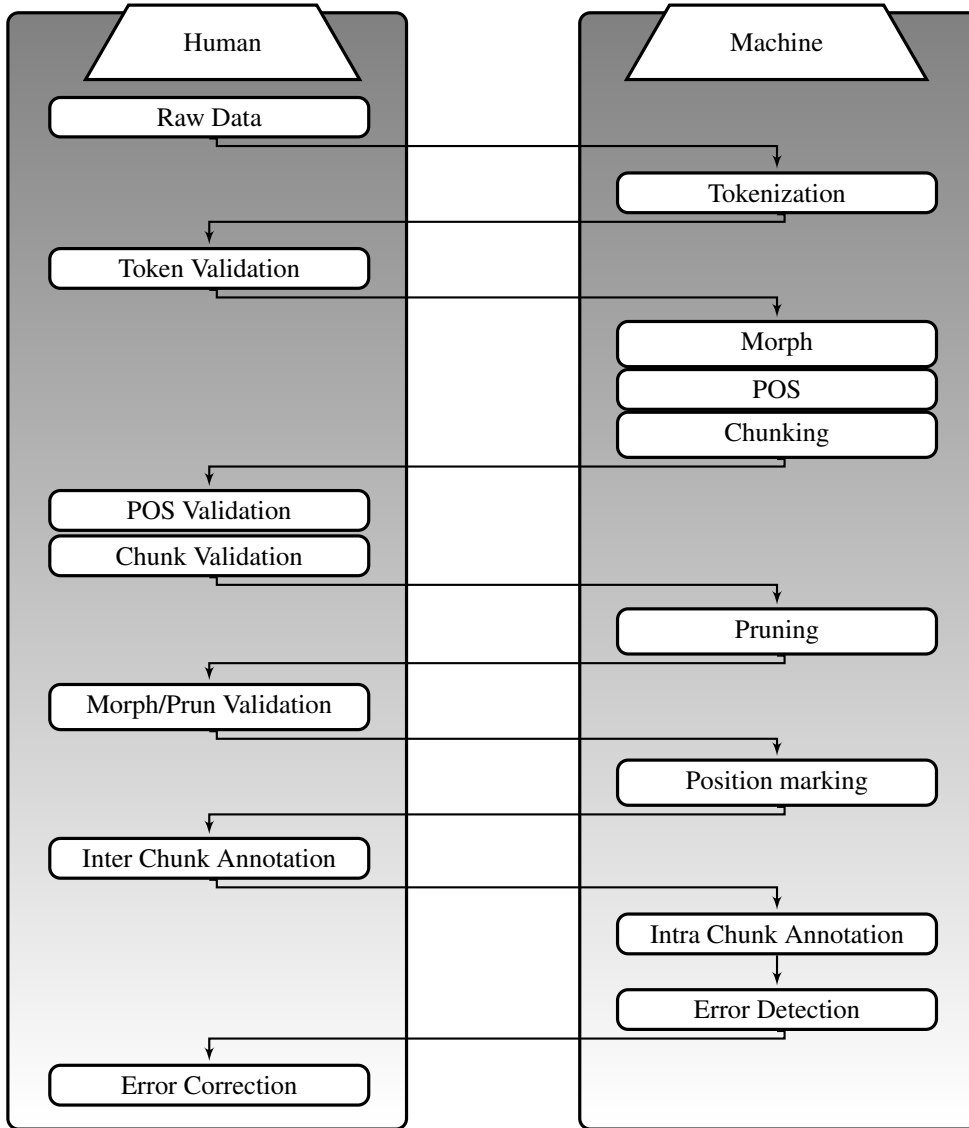 Human
Machine
Raw Data
Tokenization
Token Validation
Morph
POS
Chunking
POS Validation
Chunk Validation
Pruning
Morph/Prun Validation
Position marking
Inter Chunk Annotation
Intra Chunk Annotation
Error Detection
Error Correction